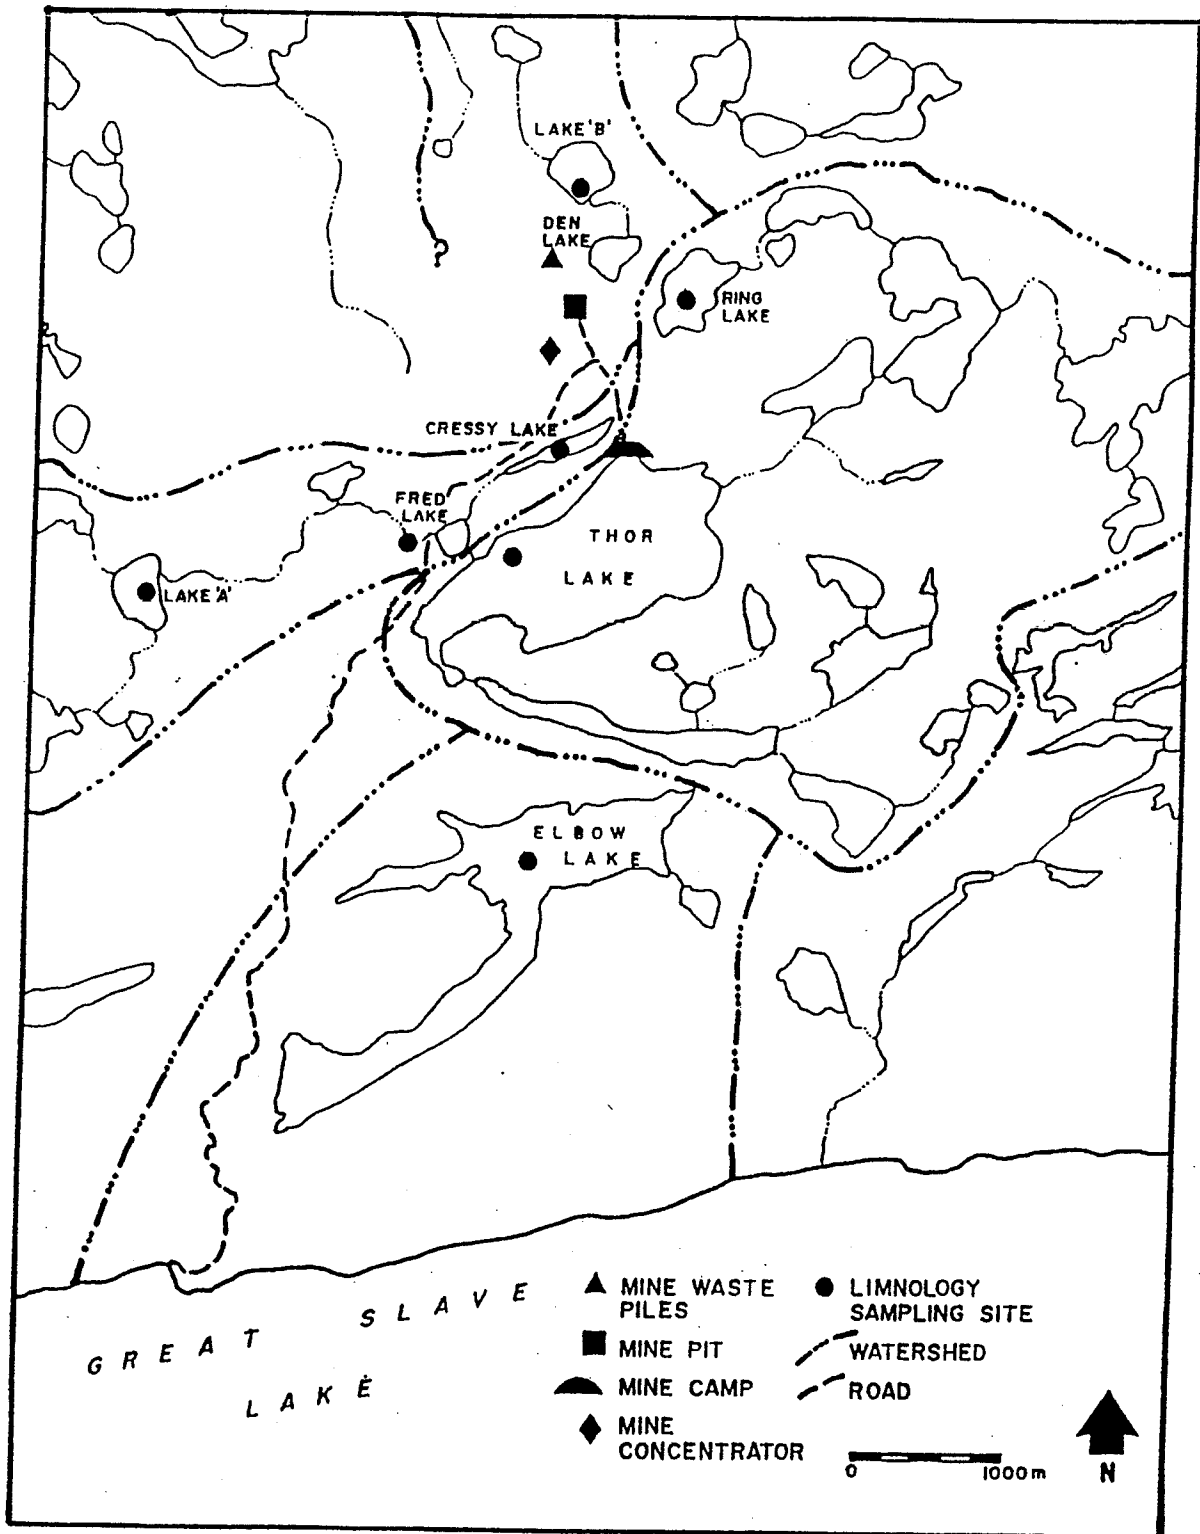 LAKE 'B'
DEN
LAKE
RING
LAKE
CRESSY LAKE
FRED
LAKE
THOR
LAKE
LAKE 'A'
ELBOW
LAKE
?
GREAT SLAVE
LAKE
MINE WASTE
PILES
MINE PIT
MINE CAMP
MINE
CONCENTRATOR
LIMNOLOGY
SAMPLING SITE
WATERSHED
ROAD
0 1000m
N